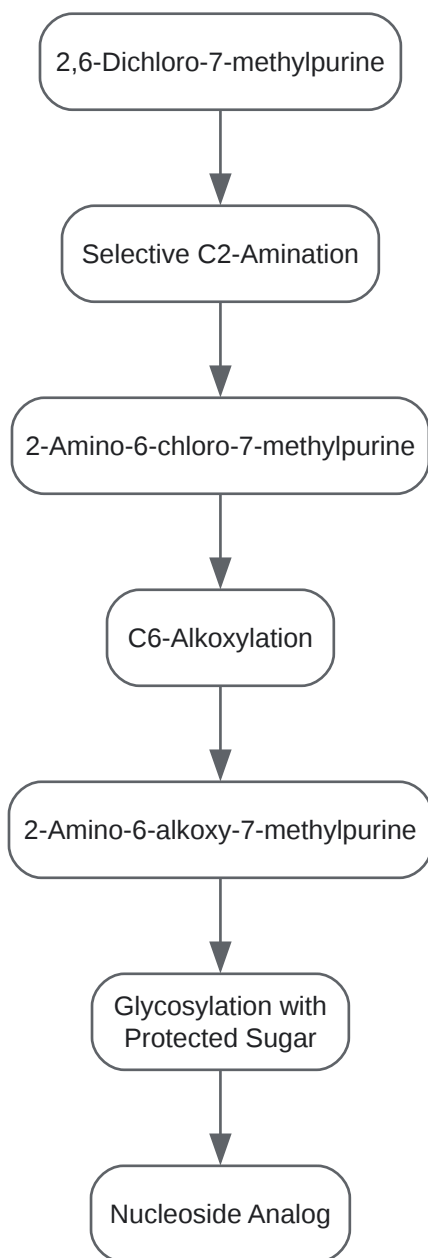 2,6-Dichloro-7-methylpurine
Selective C2-Amination
2-Amino-6-chloro-7-methylpurine
C6-Alkoxylation
2-Amino-6-alkoxy-7-methylpurine
Glycosylation with
Protected Sugar
Nucleoside Analog